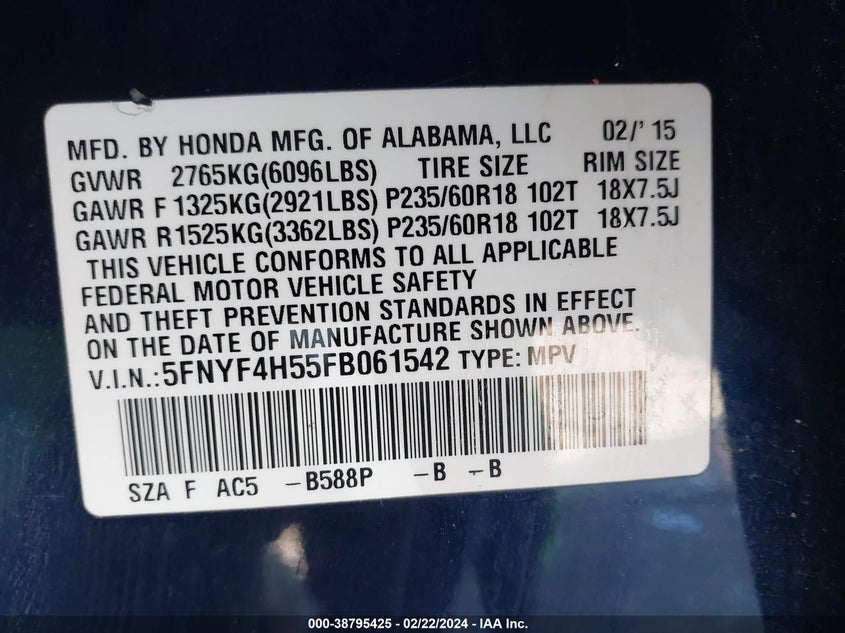 MFD. BY HONDA MFG. OF ALABAMA, LLC 02/' 15
GVWR 2765KG(6096LBS) TIRE SIZE RIM SIZE
GAWR F 1325KG(2921LBS) P235/60R18 102T 18X7.5J
GAWR R1525KG(3362LBS) P235/60R18 102T 18X7.5J
THIS VEHICLE CONFORMS TO ALL APPLICABLE
FEDERAL MOTOR VEHICLE SAFETY
AND THEFT PREVENTION STANDARDS IN EFFECT
ON THE DATE OF MANUFACTURE SHOWN ABOVE.
V.I.N.:5FNYF4H55FB061542 TYPE: MPV
SZA F AC5 -B588P -B -B
000-38795425 - 02/22/2024 - IAA Inc.